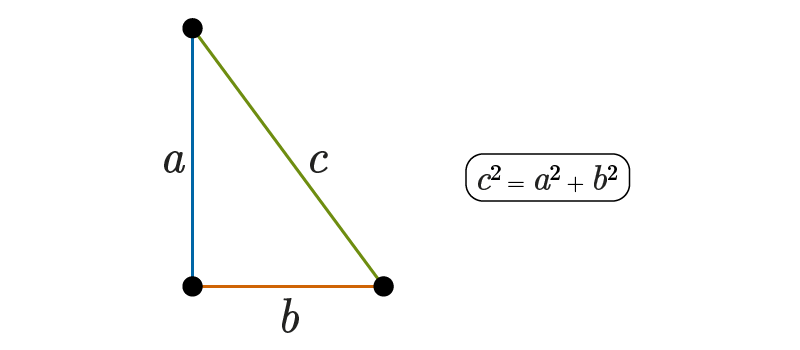 a
c
c² = a² + b²
b